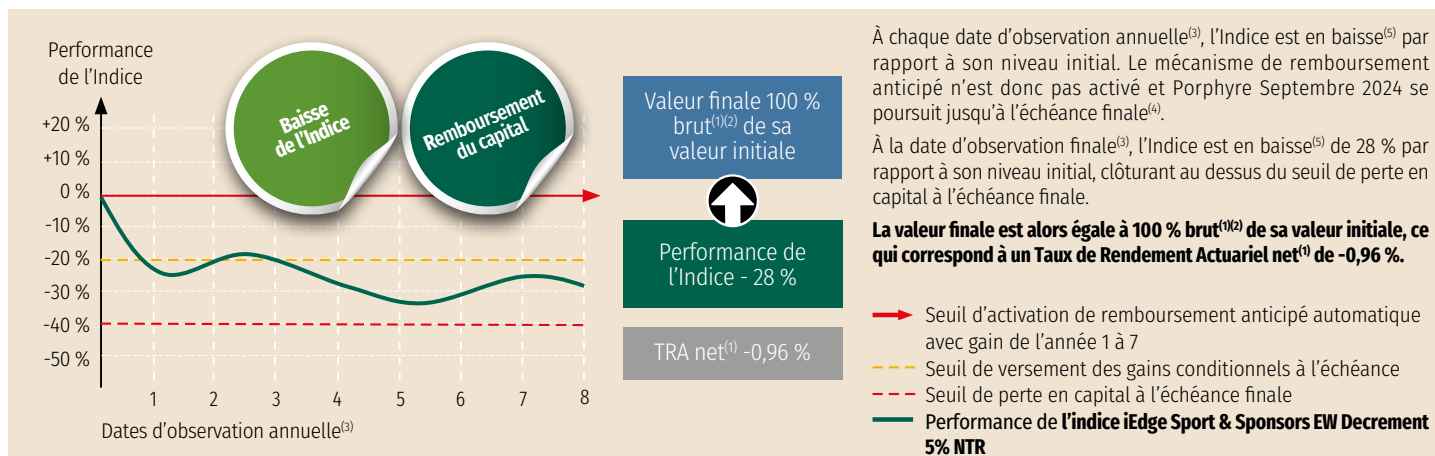 Performance
de l'Indice
+20 %
+10 %
0 %
-10 %
-20 %
-30 %
-40 %
-50 %
1 2 3 4 5 6 7 8
Dates d'observation annuelle(3)
Baisse
de l'Indice
Remboursement
du capital
Valeur finale 100 %
brut(1)(2) de sa
valeur initiale
Performance de
l'Indice - 28 %
TRA net(1) -0,96 %
À chaque date d'observation annuelle(3), l'Indice est en baisse(5) par
rapport à son niveau initial. Le mécanisme de remboursement
anticipé n'est donc pas activé et Porphyre Septembre 2024 se
poursuit jusqu'à l'échéance finale(4).
À la date d'observation finale(3), l'Indice est en baisse(5) de 28 % par
rapport à son niveau initial, clôturant au dessus du seuil de perte en
capital à l'échéance finale.
La valeur finale est alors égale à 100 % brut(1)(2) de sa valeur initiale, ce
qui correspond à un Taux de Rendement Actuariel net(1) de -0,96 %.
Seuil d'activation de remboursement anticipé automatique
avec gain de l'année 1 à 7
Seuil de versement des gains conditionnels à l'échéance
Seuil de perte en capital à l'échéance finale
Performance de l'indice iEdge Sport & Sponsors EW Decrement
5% NTR